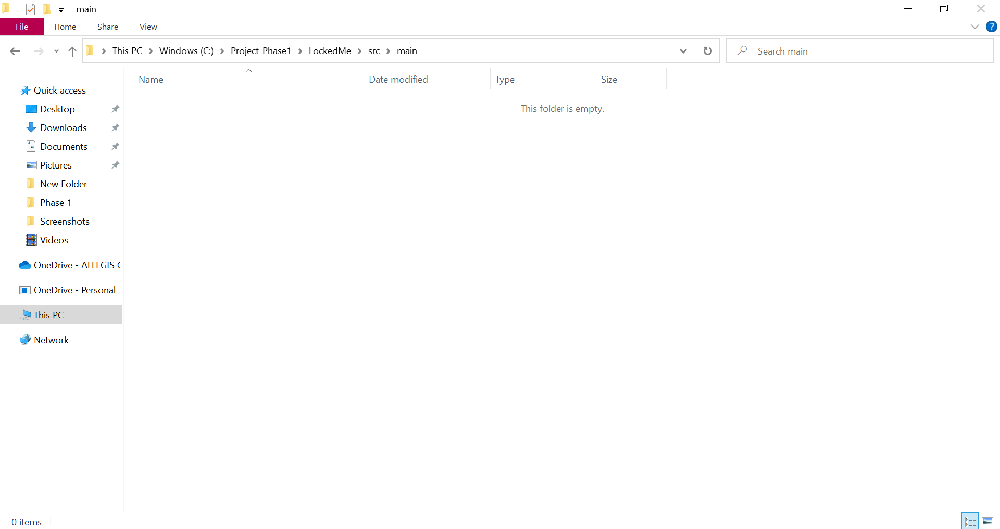 main
File Home Share View
?
This PC Windows (C:) Project-Phase1 LockedMe src main
Search main
Name Date modified Type Size
This folder is empty.
Quick access
Desktop
Downloads
Documents
Pictures
New Folder
Phase 1
Screenshots
Videos
OneDrive - ALLEGIS G
OneDrive - Personal
This PC
Network
0 items